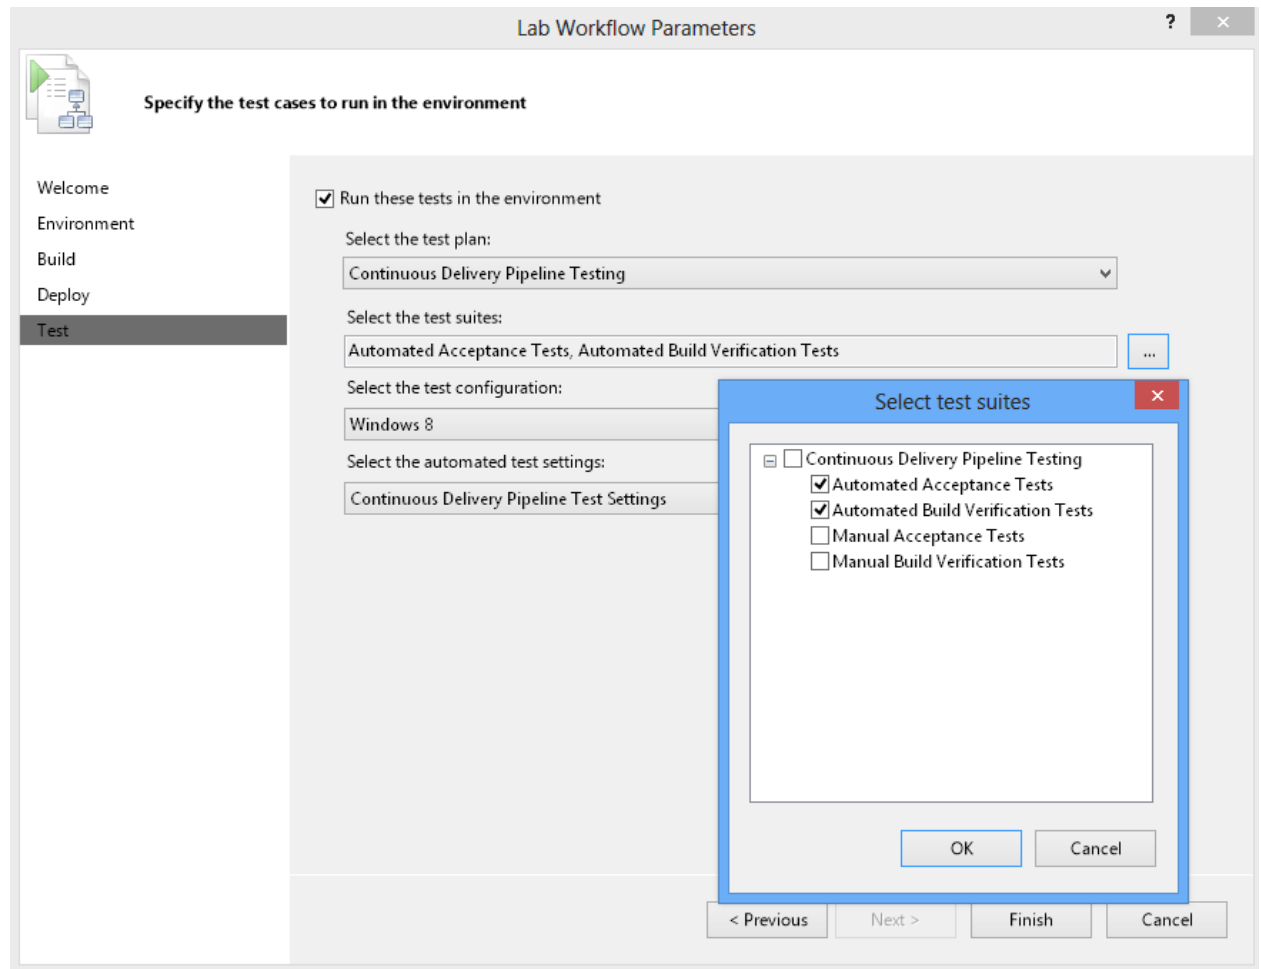 Lab Workflow Parameters
?
Specify the test cases to run in the environment
Welcome
Environment
Build
Deploy
Test
Run these tests in the environment
Select the test plan:
Continuous Delivery Pipeline Testing
Select the test suites:
Automated Acceptance Tests, Automated Build Verification Tests
...
Select the test configuration:
Windows 8
Select the automated test settings:
Continuous Delivery Pipeline Test Settings
Select test suites
Continuous Delivery Pipeline Testing
Automated Acceptance Tests
Automated Build Verification Tests
Manual Acceptance Tests
Manual Build Verification Tests
OK
Cancel
< Previous
Next >
Finish
Cancel